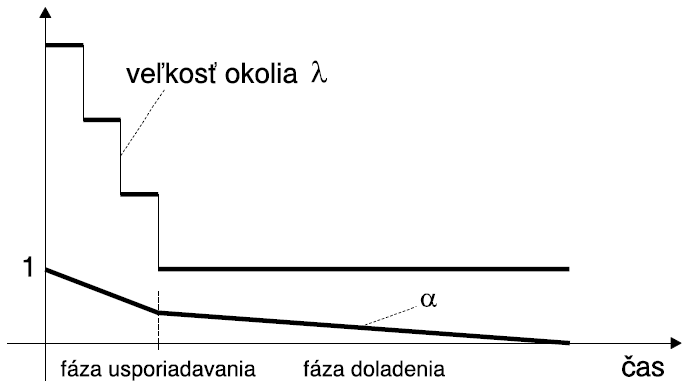 veľkosť okolia λ
1
α
fáza usporiadavania
fáza doladenia
čas